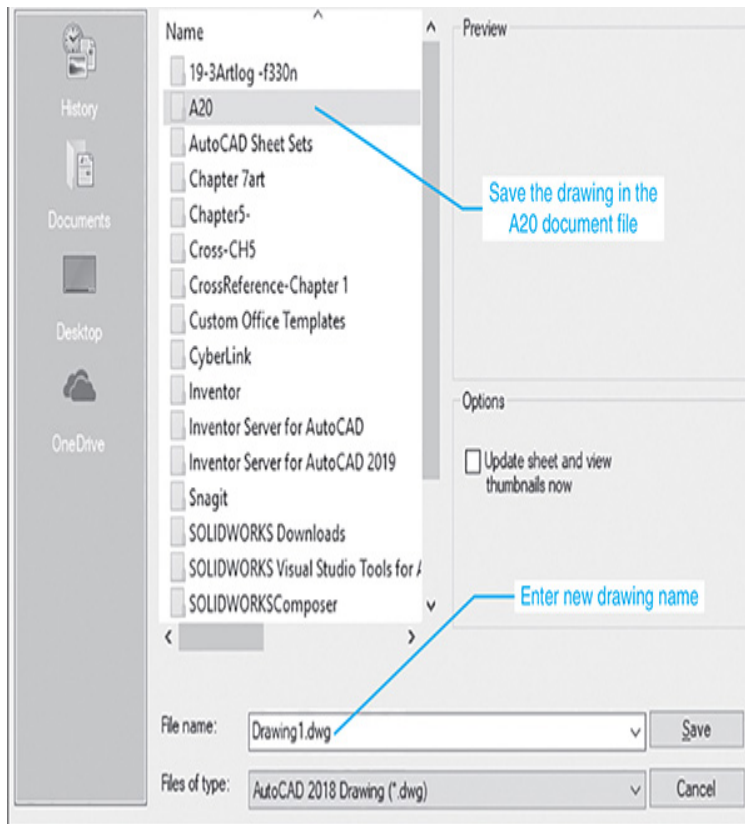 History
Documents
Desktop
OneDrive
Name
19-3Artlog -f330n
A20
AutoCAD Sheet Sets
Chapter 7art
Chapter5-
Cross-CH5
CrossReference-Chapter 1
Custom Office Templates
CyberLink
Inventor
Inventor Server for AutoCAD
Inventor Server for AutoCAD 2019
Snagit
SOLIDWORKS Downloads
SOLIDWORKS Visual Studio Tools for
SOLIDWORKSComposer
Preview
Save the drawing in the
A20 document file
Options
Update sheet and view
thumbnails now
Enter new drawing name
File name: Drawing1.dwg Save
Files of type: AutoCAD 2018 Drawing (*.dwg) Cancel